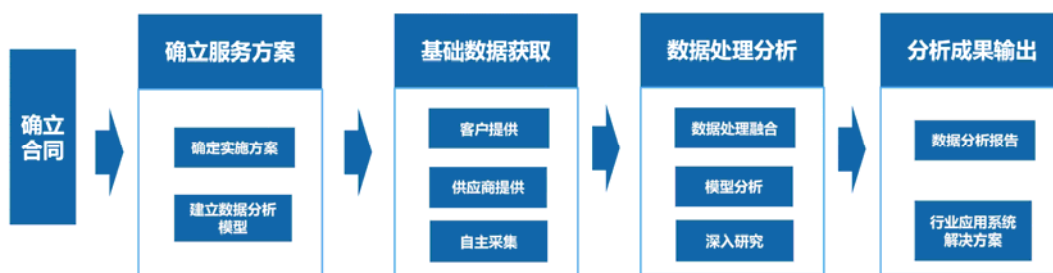 确立
合同
确立服务方案
确定实施方案
建立数据分析
模型
基础数据获取
客户提供
供应商提供
自主采集
数据处理分析
数据处理融合
模型分析
深入研究
分析成果输出
数据分析报告
行业应用系统
解决方案